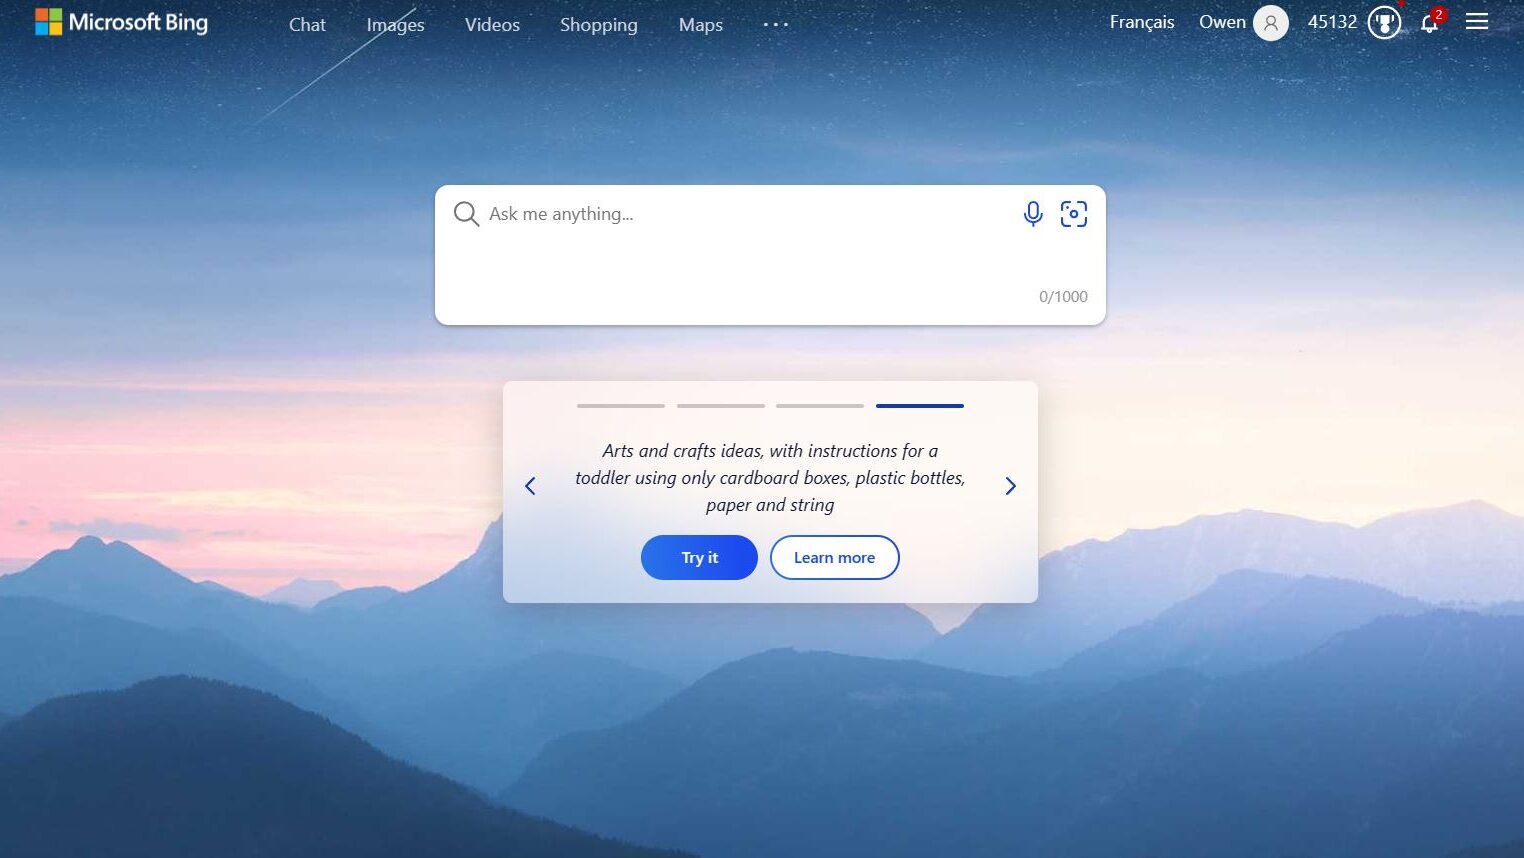 Microsoft Bing
Chat Images Videos Shopping Maps
Français Owen 45132 2
Ask me anything...
0/1000
Arts and crafts ideas, with instructions for a
toddler using only cardboard boxes, plastic bottles,
paper and string
Try it Learn more